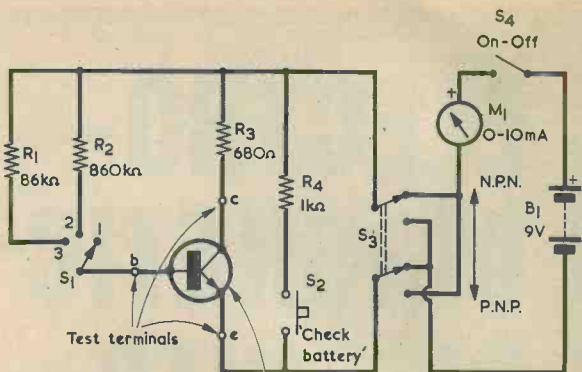 S4
On-Off
+
M1
0-10mA
R1
86kΩ
R2
860kΩ
R3
680Ω
R4
1kΩ
c
2
1
3
S1
b
S2
S3
N.P.N.
P.N.P.
+
B1
9V
Test terminals
e
'Check
battery'